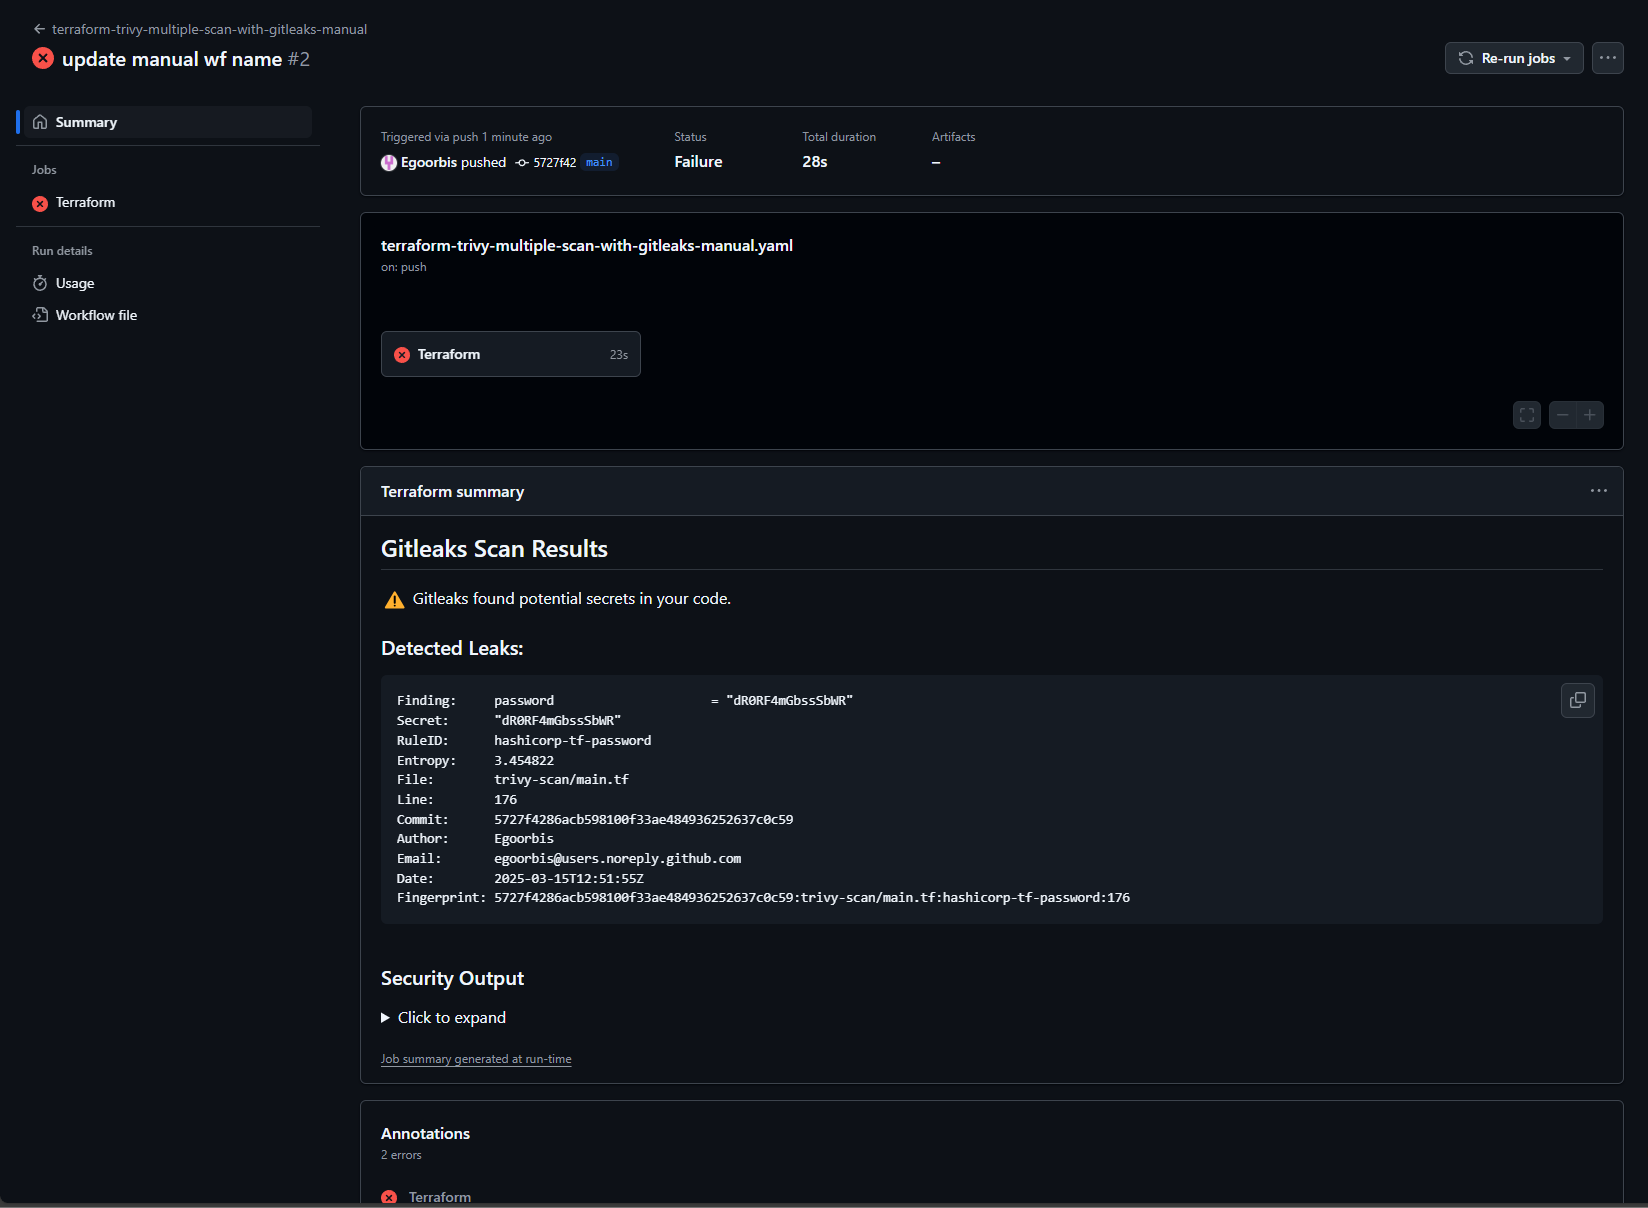 terraform-trivy-multiple-scan-with-gitleaks-manual
update manual wf name #2
Re-run jobs
Summary
Jobs
Terraform
Run details
Usage
Workflow file
Triggered via push 1 minute ago
Egoorbis pushed 5727f42 main
Status
Failure
Total duration
28s
Artifacts
–
terraform-trivy-multiple-scan-with-gitleaks-manual.yaml
on: push
Terraform 23s
Terraform summary
Gitleaks Scan Results
Gitleaks found potential secrets in your code.
Detected Leaks:
Finding: password = "dR0RF4mGbssSbWR"
Secret: "dR0RF4mGbssSbWR"
RuleID: hashicorp-tf-password
Entropy: 3.454822
File: trivy-scan/main.tf
Line: 176
Commit: 5727f4286acb598100f33ae484936252637c0c59
Author: Egoorbis
Email: egoorbis@users.noreply.github.com
Date: 2025-03-15T12:51:55Z
Fingerprint: 5727f4286acb598100f33ae484936252637c0c59:trivy-scan/main.tf:hashicorp-tf-password:176
Security Output
Click to expand
Job summary generated at run-time
Annotations
2 errors
Terraform